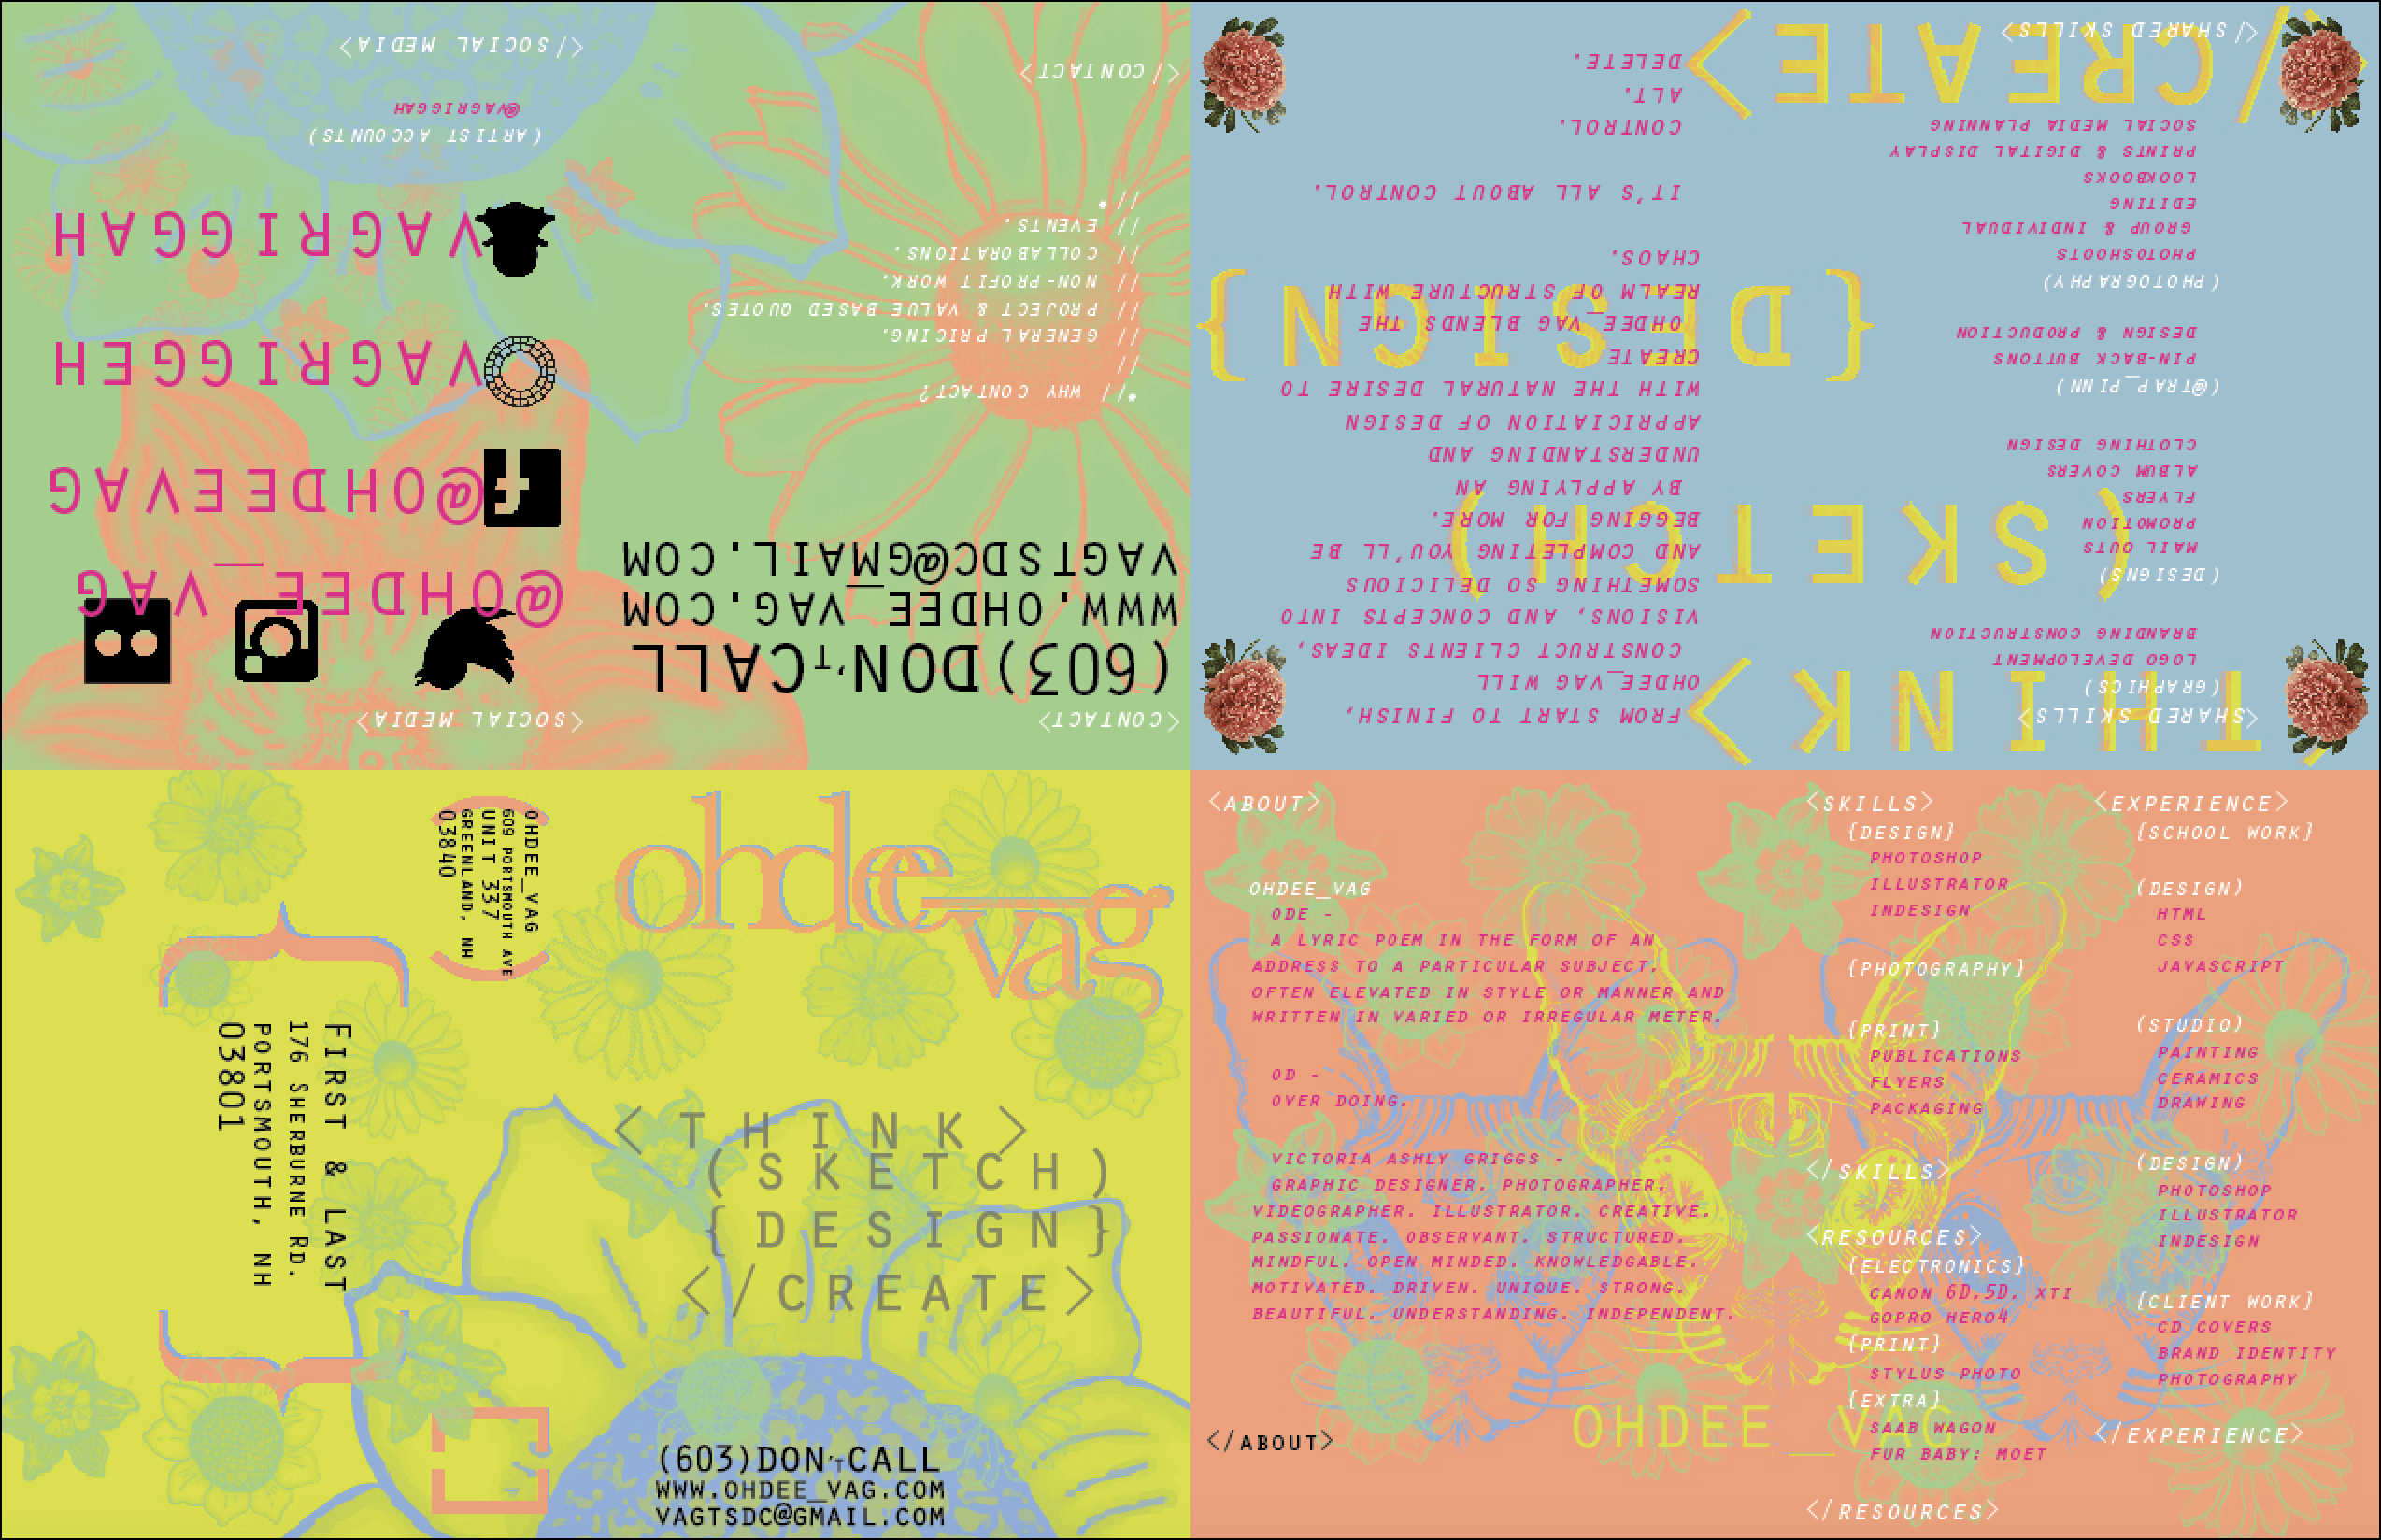 <SOCIAL MEDIA>
@OHDEE_VAG
@OHDEEVAG
VAGRIGGEH
VAGRIGGAH
(ARTIST ACCOUNTS)
@VAGRIGGAH
</SOCIAL MEDIA>
<CONTACT>
(603)DON'TCALL
WWW.OHDEE_VAG.COM
VAGTSDC@GMAIL.COM
*// WHY CONTACT?
//
// GENERAL PRICING.
// PROJECT & VALUE BASED QUOTES.
// NON-PROFIT WORK.
// COLLABORATIONS.
// EVENTS.
//*
</CONTACT>
THINK>
(SKETCH)
{DESIGN}
/CREATE>
<SHARED SKILLS>
(GRAPHICS)
LOGO DEVELOPMENT
BRANDING CONSTRUCTION
(DESIGNS)
MAIL OUTS
PROMOTION
FLYERS
ALBUM COVERS
CLOTHING DESIGN
(@TRAP_PINN)
PIN-BACK BUTTONS
DESIGN & PRODUCTION
(PHOTOGRAPHY)
PHOTOSHOOTS
GROUP & INDIVIDUAL
EDITING
LOOKBOOKS
PRINTS & DIGITAL DISPLAY
SOCIAL MEDIA PLANNING
</SHARED SKILLS>
FROM START TO FINISH,
OHDEE_VAG WILL
CONSTRUCT CLIENTS IDEAS,
VISIONS, AND CONCEPTS INTO
SOMETHING SO DELICIOUS
AND COMPLETING YOU'LL BE
BEGGING FOR MORE.
BY APPLYING AN
UNDERSTANDING AND
APPRICIATION OF DESIGN
WITH THE NATURAL DESIRE TO
CREATE
OHDEE_VAG BLENDS THE
REALM OF STRUCTURE WITH
CHAOS.
IT'S ALL ABOUT CONTROL.
CONTROL.
ALT.
DELETE.
OHDEE_VAG
609 PORTSMOUTH AVE
UNIT 337
GREENLAND, NH
03840
FIRST & LAST
176 SHERBURNE RD.
PORTSMOUTH, NH
03801
ohdee_vag
<THINK>
(SKETCH)
{DESIGN}
</CREATE>
(603)DON'TCALL
WWW.OHDEE_VAG.COM
VAGTSDC@GMAIL.COM
<ABOUT>
OHDEE_VAG
ODE -
A LYRIC POEM IN THE FORM OF AN
ADDRESS TO A PARTICULAR SUBJECT,
OFTEN ELEVATED IN STYLE OR MANNER AND
WRITTEN IN VARIED OR IRREGULAR METER.
OD -
OVER DOING.
VICTORIA ASHLY GRIGGS -
GRAPHIC DESIGNER. PHOTOGRAPHER.
VIDEOGRAPHER. ILLUSTRATOR. CREATIVE.
PASSIONATE. OBSERVANT. STRUCTURED.
MINDFUL. OPEN MINDED. KNOWLEDGABLE.
MOTIVATED. DRIVEN. UNIQUE. STRONG.
BEAUTIFUL. UNDERSTANDING. INDEPENDENT.
</ABOUT>
OHDEE_VAG
<SKILLS>
{DESIGN}
PHOTOSHOP
ILLUSTRATOR
INDESIGN
{PHOTOGRAPHY}
{PRINT}
PUBLICATIONS
FLYERS
PACKAGING
</SKILLS>
<RESOURCES>
{ELECTRONICS}
CANON 6D,5D, XTI
GOPRO HERO4
{PRINT}
STYLUS PHOTO
{EXTRA}
SAAB WAGON
FUR BABY: MOET
</RESOURCES>
<EXPERIENCE>
{SCHOOL WORK}
(DESIGN)
HTML
CSS
JAVASCRIPT
(STUDIO)
PAINTING
CERAMICS
DRAWING
(DESIGN)
PHOTOSHOP
ILLUSTRATOR
INDESIGN
{CLIENT WORK}
CD COVERS
BRAND IDENTITY
PHOTOGRAPHY
</EXPERIENCE>